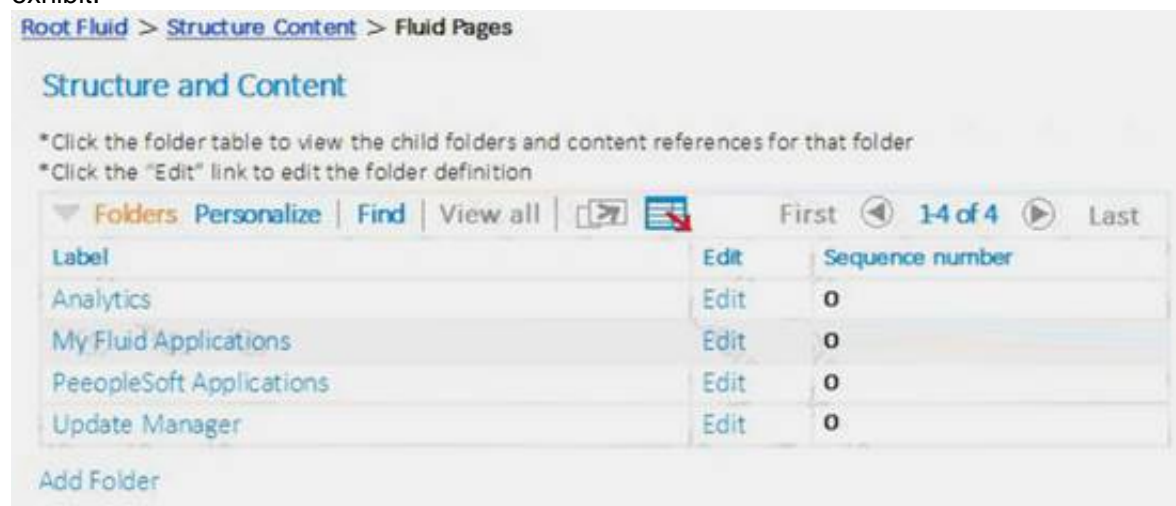 exhibit.
Root Fluid > Structure Content > Fluid Pages
Structure and Content
*Click the folder table to view the child folders and content references for that folder
*Click the "Edit" link to edit the folder definition
Folders Personalize | Find | View all | First 1-4 of 4 Last
Label Edit Sequence number
Analytics Edit 0
My Fluid Applications Edit 0
PeeopleSoft Applications Edit 0
Update Manager Edit 0
Add Folder